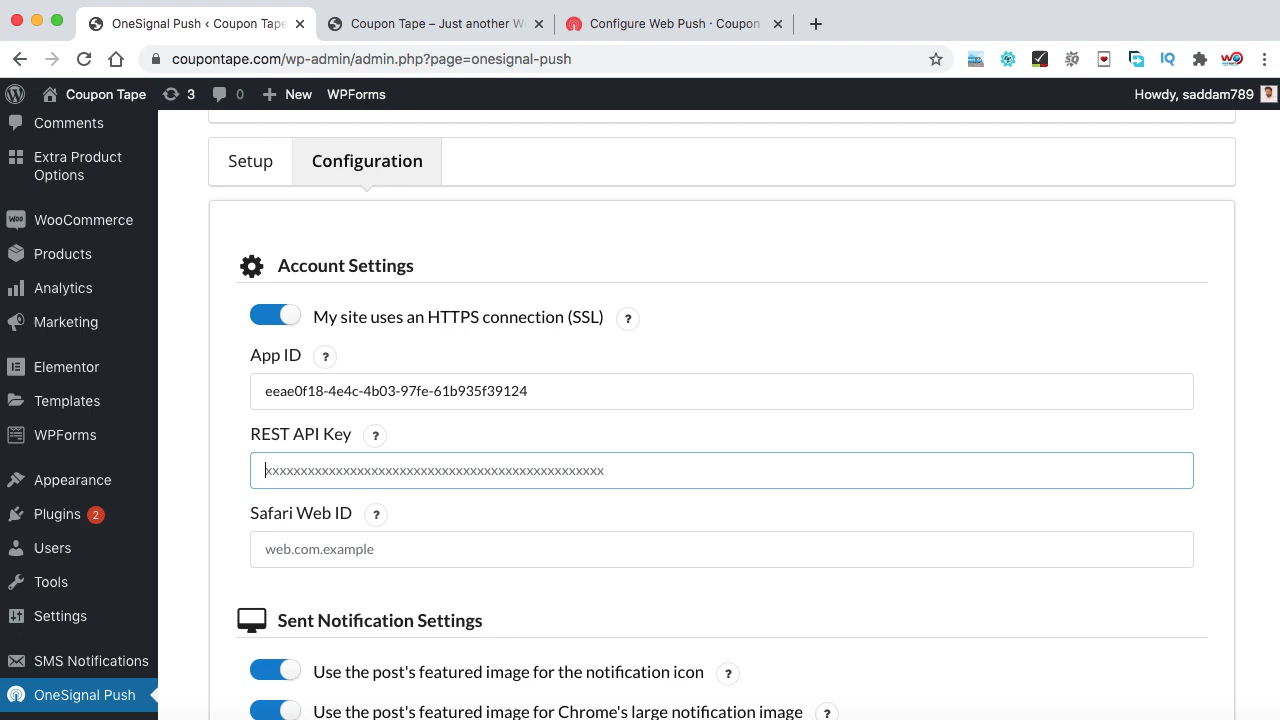 OneSignal Push ‹ Coupon Tape
Coupon Tape – Just another W
Configure Web Push · Coupon
coupontape.com/wp-admin/admin.php?page=onesignal-push
IQ
Coupon Tape
3
0
New
WPForms
Howdy, saddam789
Comments
Extra Product
Options
WooCommerce
Products
Analytics
Marketing
Elementor
Templates
WPForms
Appearance
Plugins 2
Users
Tools
Settings
SMS Notifications
OneSignal Push
Setup
Configuration
Account Settings
My site uses an HTTPS connection (SSL) ?
App ID ?
eeae0f18-4e4c-4b03-97fe-61b935f39124
REST API Key ?
xxxxxxxxxxxxxxxxxxxxxxxxxxxxxxxxxxxxxxxxxxxxxxxx
Safari Web ID ?
web.com.example
Sent Notification Settings
Use the post's featured image for the notification icon ?
Use the post's featured image for Chrome's large notification image ?